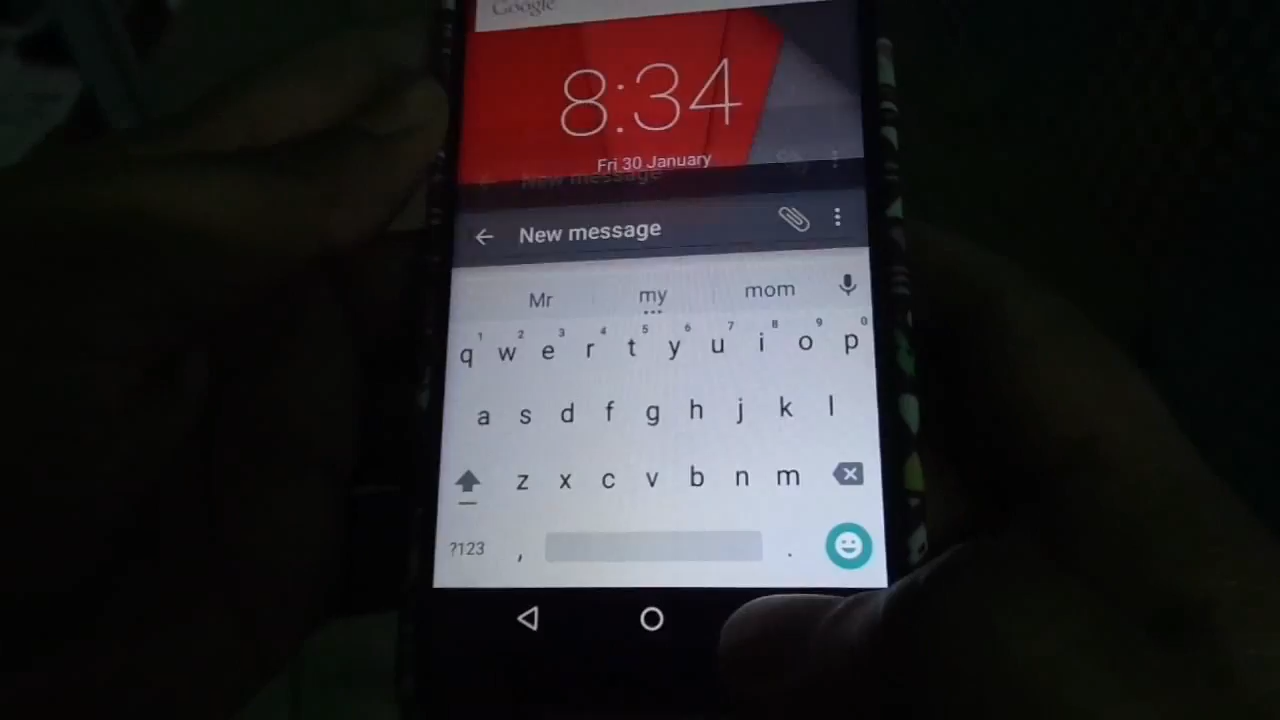 Google
8:34
Fri 30 January
New message
New message
Mr my mom
1 2 3 4 5 6 7 8 9 0
q w e r t y u i o p
a s d f g h j k l
z x c v b n m
?123 , .